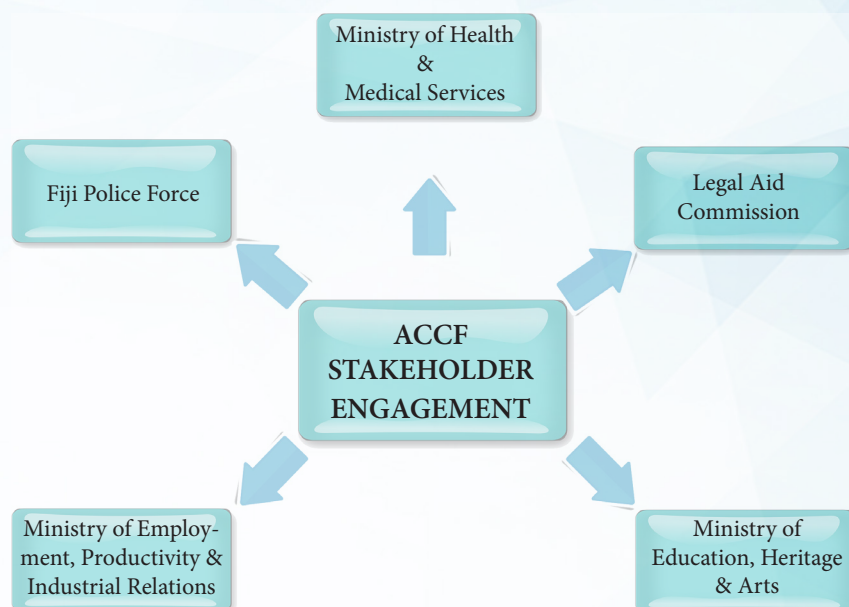 Ministry of Health
&
Medical Services
Fiji Police Force
Legal Aid
Commission
ACCF
STAKEHOLDER
ENGAGEMENT
Ministry of Employ-
ment, Productivity &
Industrial Relations
Ministry of
Education, Heritage
& Arts